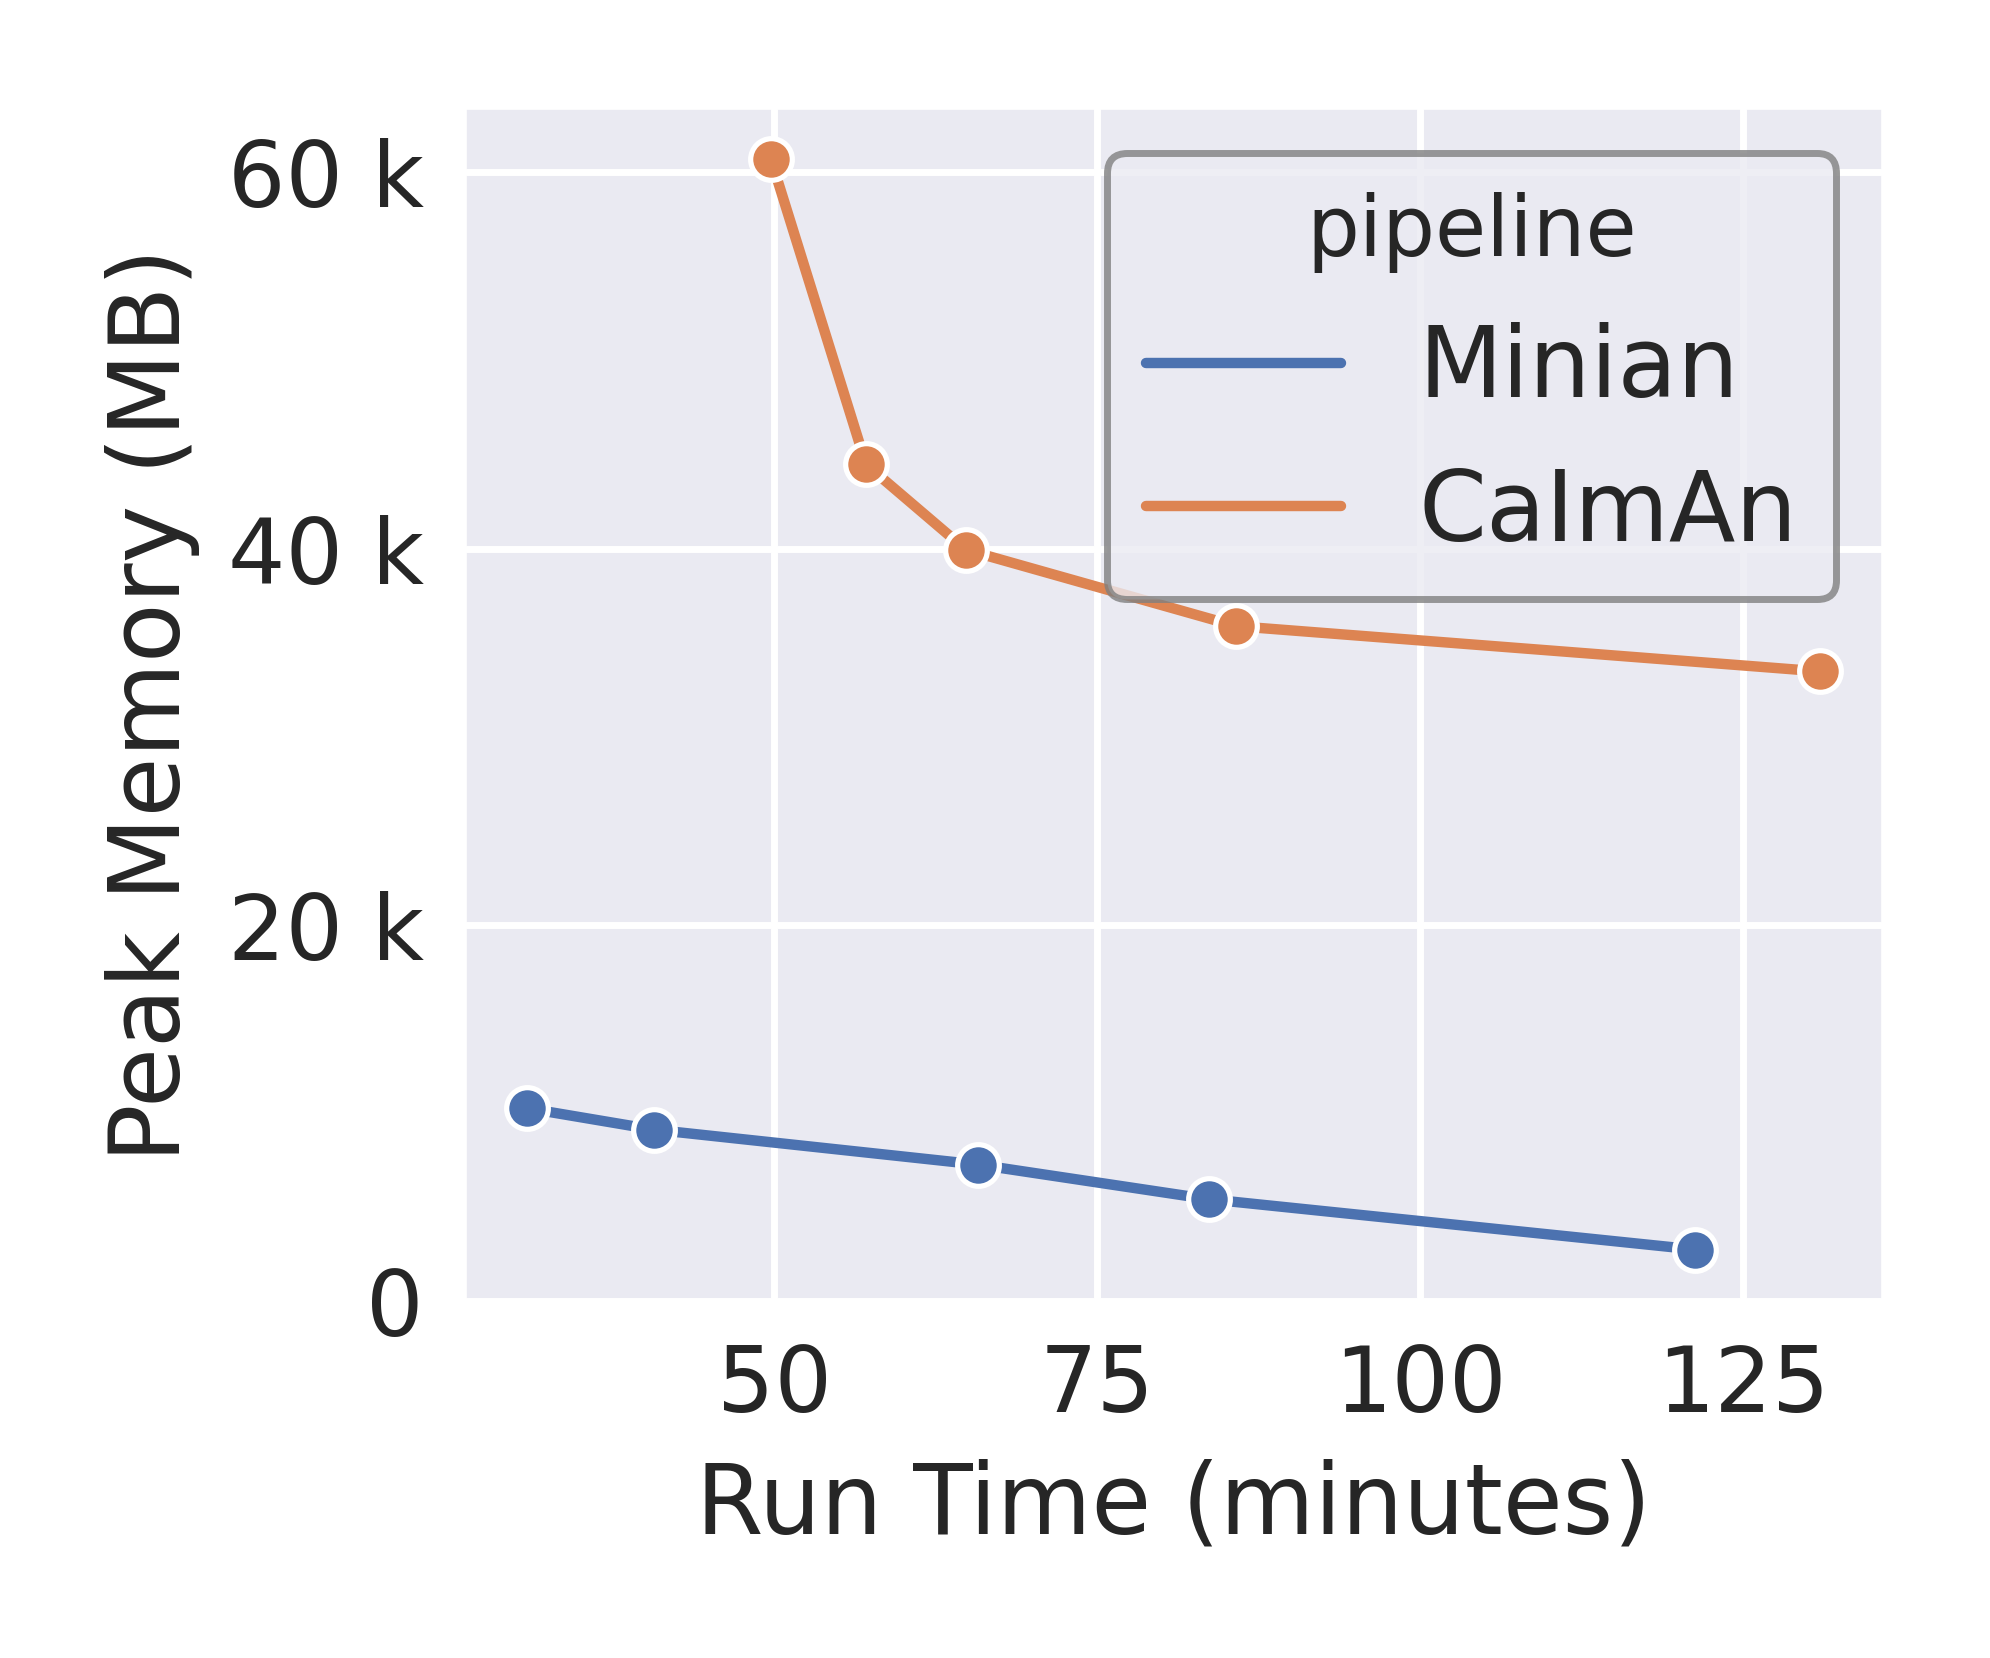 Peak Memory (MB)
60 k
40 k
20 k
0
pipeline
Minian
CaImAn
50 75 100 125
Run Time (minutes)